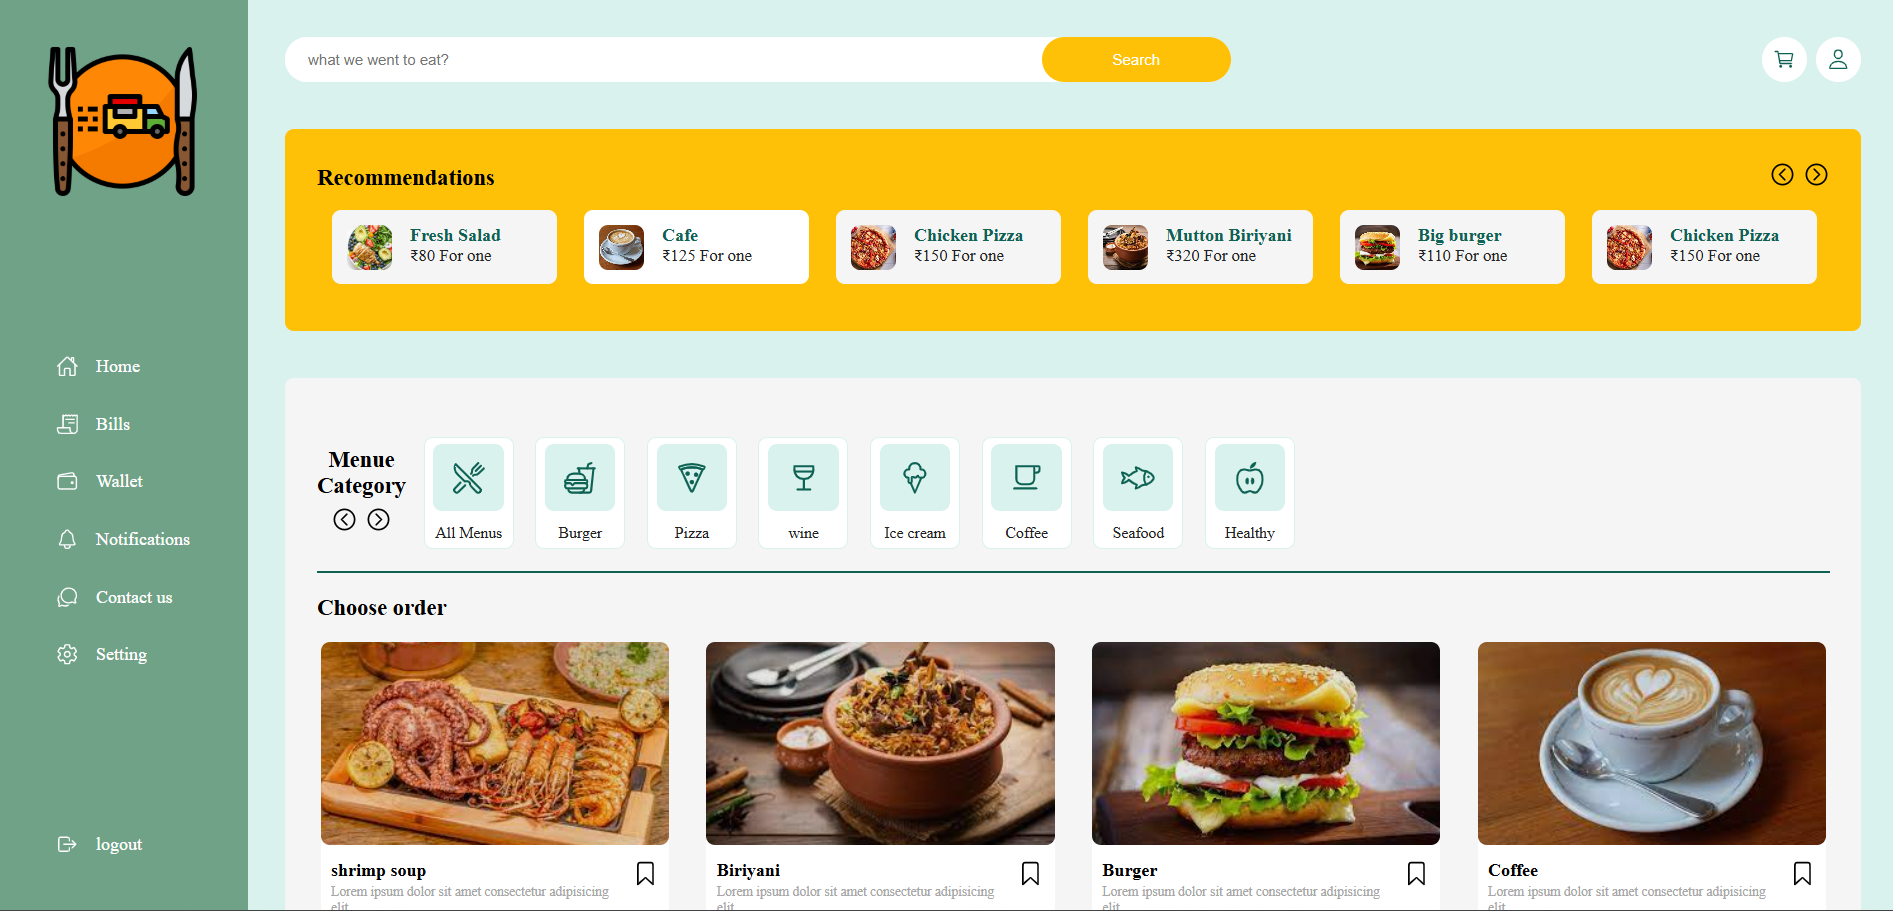 what we went to eat?
Search
Home
Bills
Wallet
Notifications
Contact us
Setting
logout
Recommendations
Fresh Salad
₹80 For one
Cafe
₹125 For one
Chicken Pizza
₹150 For one
Mutton Biriyani
₹320 For one
Big burger
₹110 For one
Chicken Pizza
₹150 For one
Menue
Category
All Menus
Burger
Pizza
wine
Ice cream
Coffee
Seafood
Healthy
Choose order
shrimp soup
Lorem ipsum dolor sit amet consectetur adipisicing
elit
Biriyani
Lorem ipsum dolor sit amet consectetur adipisicing
elit
Burger
Lorem ipsum dolor sit amet consectetur adipisicing
elit
Coffee
Lorem ipsum dolor sit amet consectetur adipisicing
elit